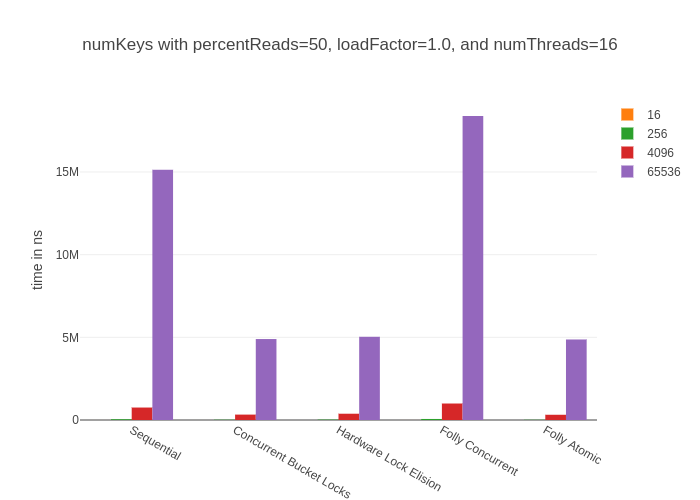 numKeys with percentReads=50, loadFactor=1.0, and numThreads=16
16
256
4096
65536
15M
10M
5M
0
time in ns
Sequential
Concurrent Bucket Locks
Hardware Lock Elision
Folly Concurrent
Folly Atomic